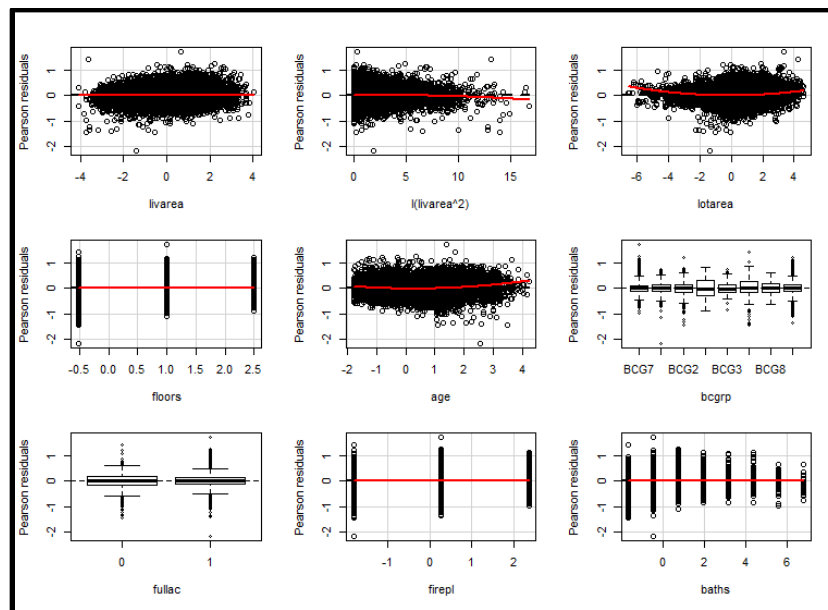 Pearson residuals
1
0
-1
-2
-4 -2 0 2 4
livarea
Pearson residuals
1
0
-1
-2
0 5 10 15
I(livarea^2)
Pearson residuals
1
0
-1
-2
-6 -4 -2 0 2 4
lotarea
Pearson residuals
1
0
-1
-2
-0.5 0.0 0.5 1.0 1.5 2.0 2.5
floors
Pearson residuals
1
0
-1
-2
-2 -1 0 1 2 3 4
age
Pearson residuals
1
0
-1
-2
BCG7 BCG2 BCG3 BCG8
bcgrp
Pearson residuals
1
0
-1
-2
0 1
fullac
Pearson residuals
1
0
-1
-2
-1 0 1 2
firepl
Pearson residuals
1
0
-1
-2
0 2 4 6
baths